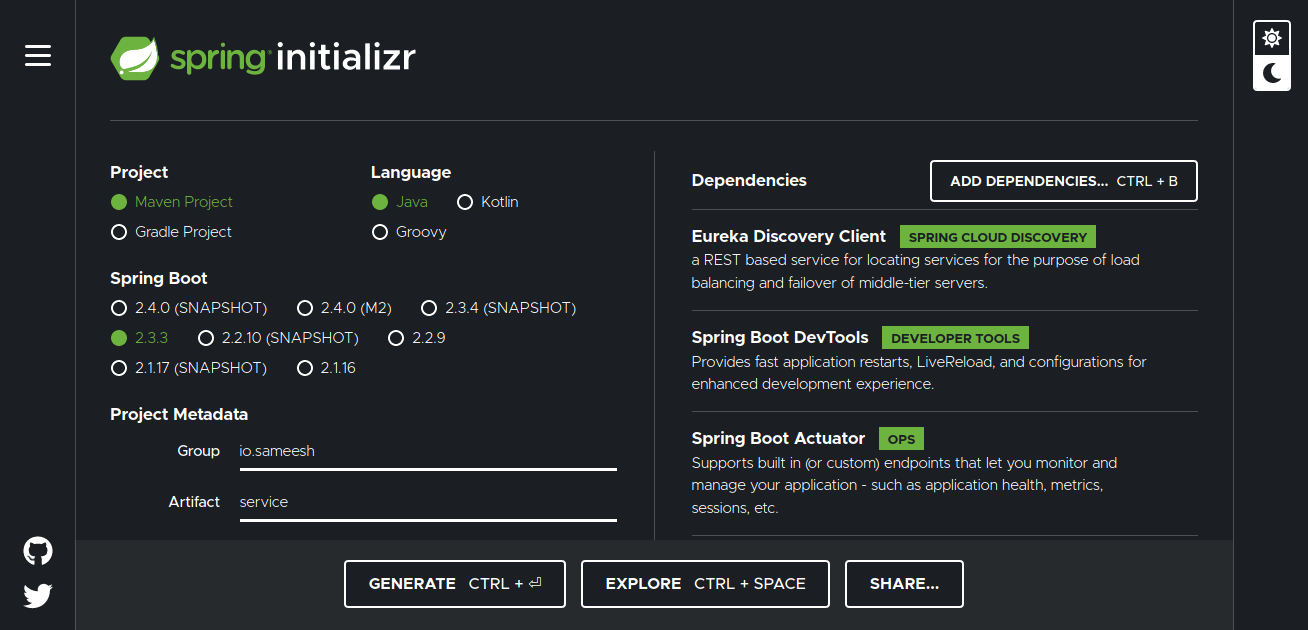 spring initializr
Project
Maven Project
Gradle Project
Language
Java Kotlin
Groovy
Spring Boot
2.4.0 (SNAPSHOT) 2.4.0 (M2) 2.3.4 (SNAPSHOT)
2.3.3 2.2.10 (SNAPSHOT) 2.2.9
2.1.17 (SNAPSHOT) 2.1.16
Project Metadata
Group io.sameesh
Artifact service
Dependencies
ADD DEPENDENCIES... CTRL + B
Eureka Discovery Client SPRING CLOUD DISCOVERY
a REST based service for locating services for the purpose of load
balancing and failover of middle-tier servers.
Spring Boot DevTools DEVELOPER TOOLS
Provides fast application restarts, LiveReload, and configurations for
enhanced development experience.
Spring Boot Actuator OPS
Supports built in (or custom) endpoints that let you monitor and
manage your application - such as application health, metrics,
sessions, etc.
GENERATE CTRL + ⏎
EXPLORE CTRL + SPACE
SHARE...